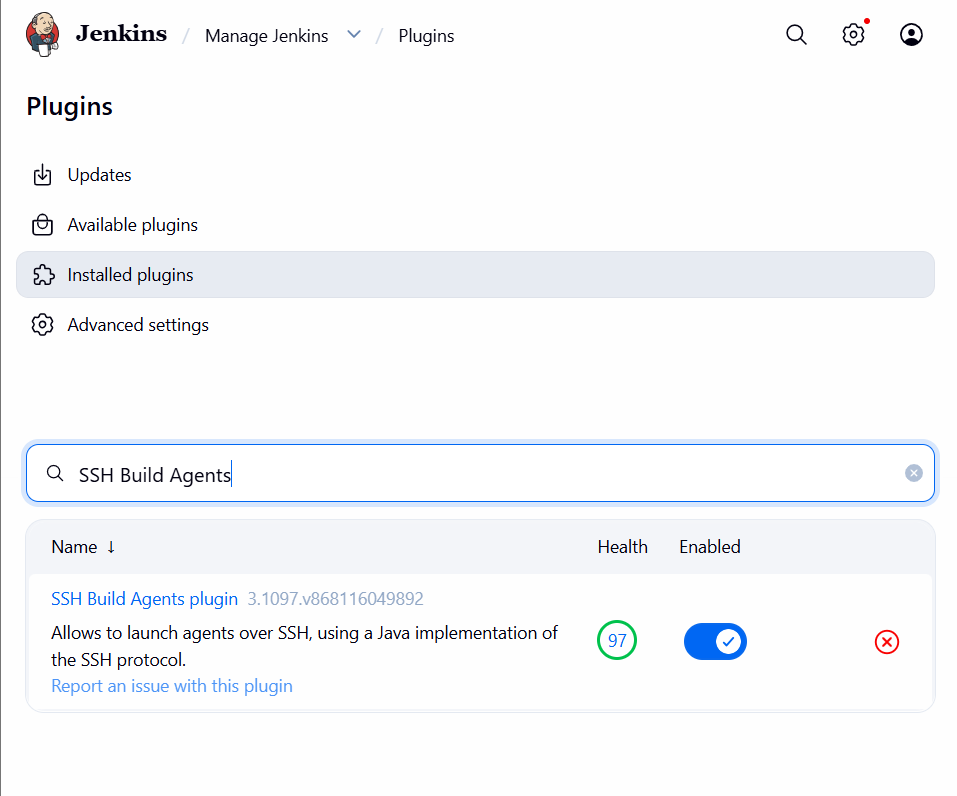 Jenkins / Manage Jenkins / Plugins
Plugins
Updates
Available plugins
Installed plugins
Advanced settings
SSH Build Agents
Name ↓ Health Enabled
SSH Build Agents plugin 3.1097.v868116049892
Allows to launch agents over SSH, using a Java implementation of
the SSH protocol.
97
Report an issue with this plugin